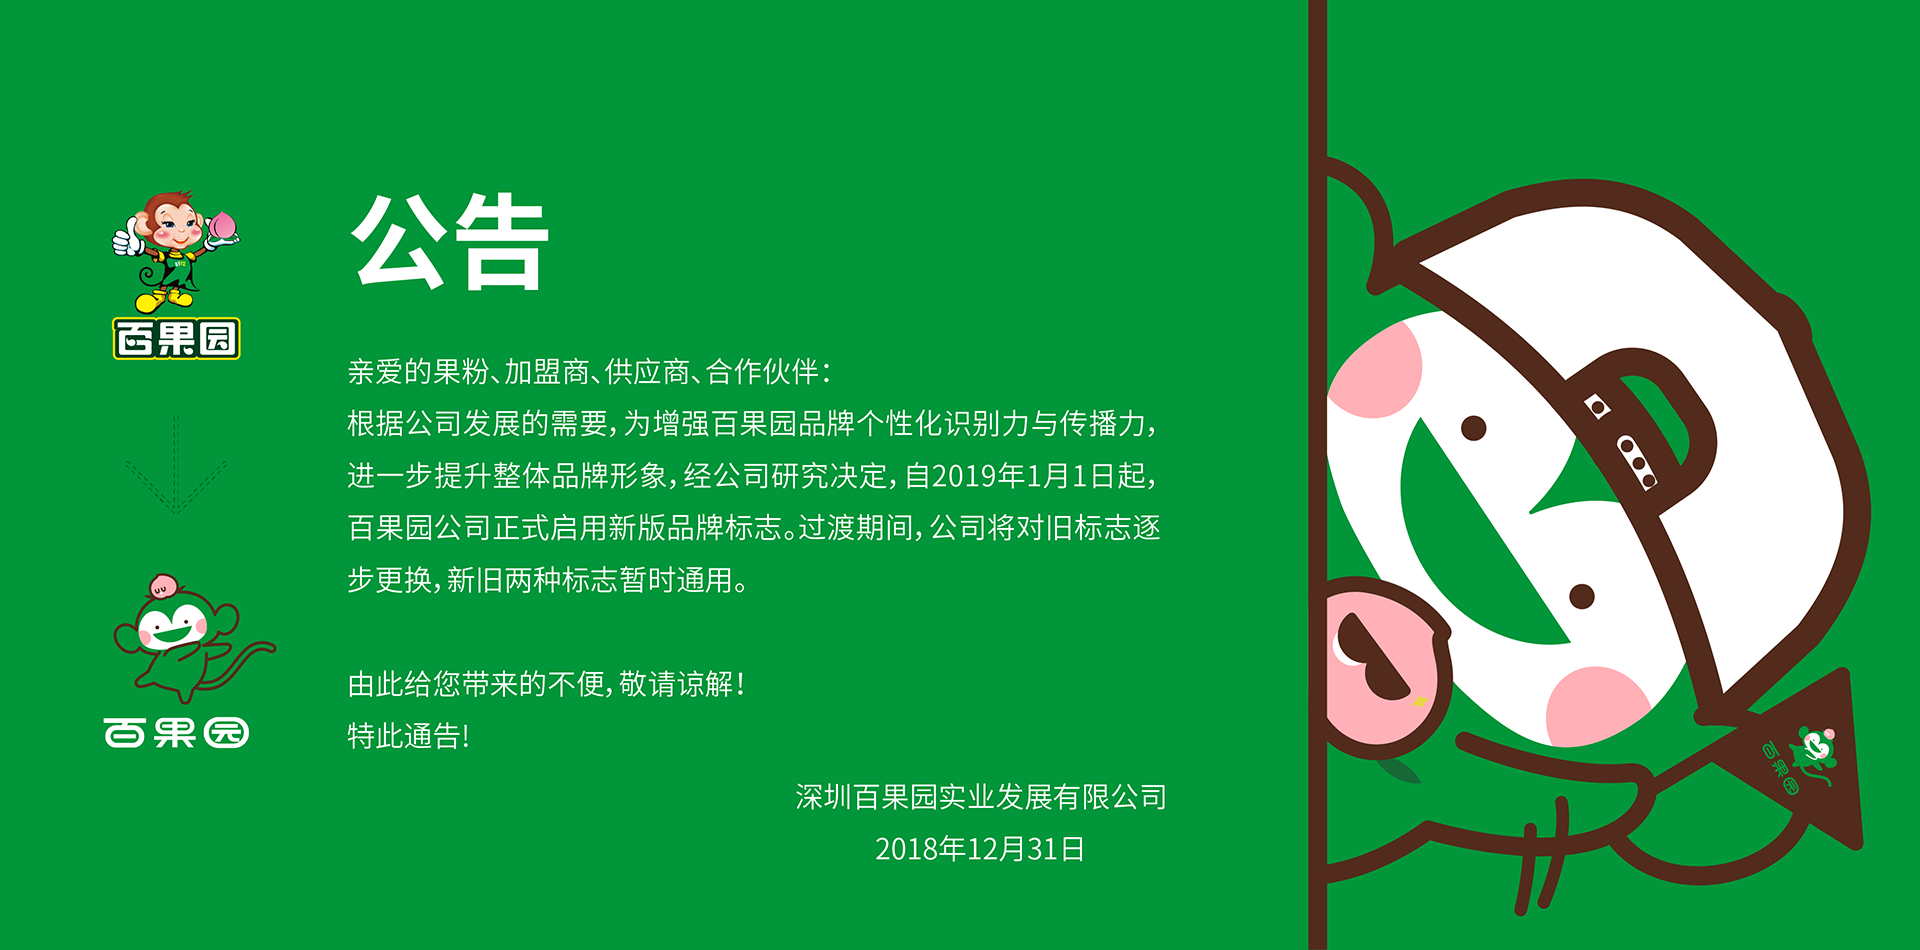 百果园
公告
亲爱的果粉、加盟商、供应商、合作伙伴：
根据公司发展的需要，为增强百果园品牌个性化识别力与传播力，
进一步提升整体品牌形象，经公司研究决定，自2019年1月1日起，
百果园公司正式启用新版品牌标志。过渡期间，公司将对旧标志逐
步更换，新旧两种标志暂时通用。
百果园
由此给您带来的不便，敬请谅解！
特此通告!
深圳百果园实业发展有限公司
2018年12月31日
百果园